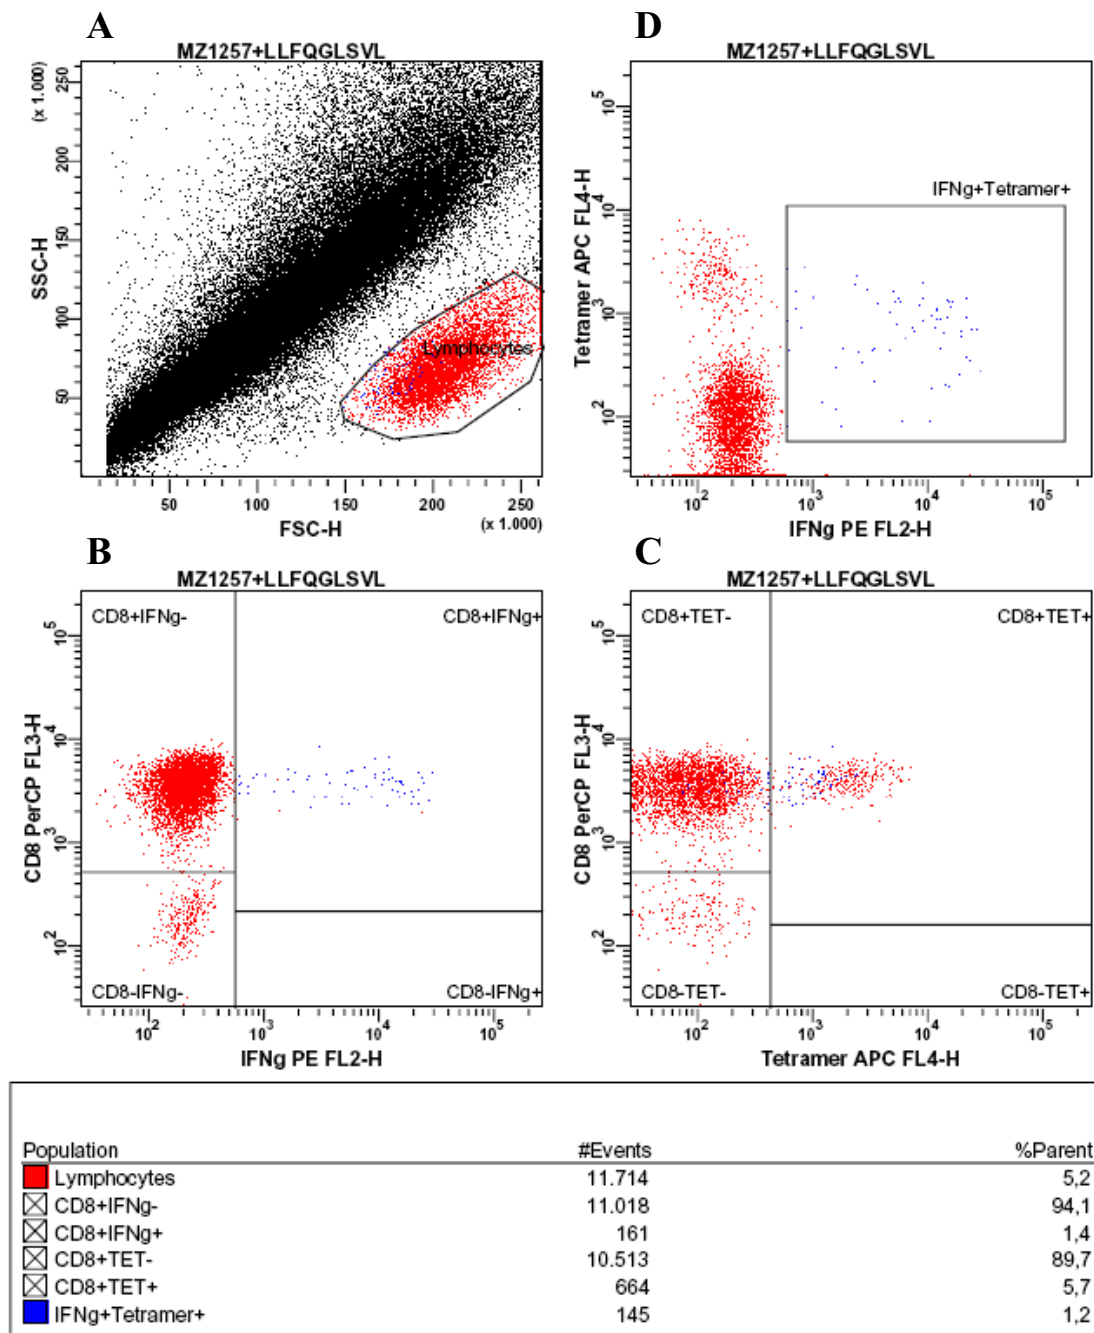 A
MZ1257+LLFQGLSVL
(x 1.000)
250
200
150
100
50
SSC-H
Lymphocytes
50 100 150 200 250
FSC-H (x 1.000)
D
MZ1257+LLFQGLSVL
10^5
10^4
10^3
10^2
Tetramer APC FL4-H
IFNg+Tetramer+
10^2 10^3 10^4 10^5
IFNg PE FL2-H
B
MZ1257+LLFQGLSVL
CD8+IFNg- CD8+IFNg+
10^5
10^4
10^3
10^2
CD8 PerCP FL3-H
CD8-IFNg- CD8-IFNg+
10^2 10^3 10^4 10^5
IFNg PE FL2-H
C
MZ1257+LLFQGLSVL
CD8+TET- CD8+TET+
10^5
10^4
10^3
10^2
CD8 PerCP FL3-H
CD8-TET- CD8-TET+
10^2 10^3 10^4 10^5
Tetramer APC FL4-H
Population #Events %Parent
Lymphocytes 11.714 5,2
CD8+IFNg- 11.018 94,1
CD8+IFNg+ 161 1,4
CD8+TET- 10.513 89,7
CD8+TET+ 664 5,7
IFNg+Tetramer+ 145 1,2